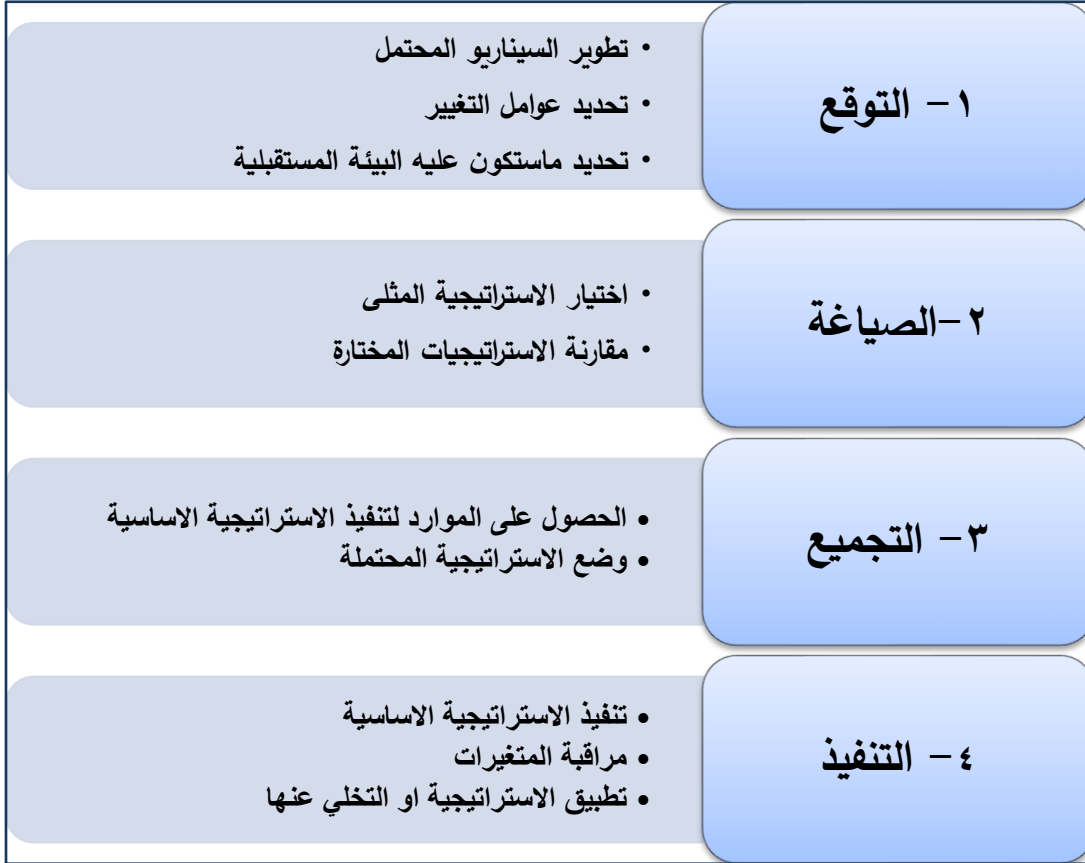 ١- التوقع
• تطوير السيناريو المحتمل
• تحديد عوامل التغيير
• تحديد ماستكون عليه البيئة المستقبلية
٢-الصياغة
• اختيار الاستراتيجية المثلى
• مقارنة الاستراتيجيات المختارة
٣- التجميع
• الحصول على الموارد لتنفيذ الاستراتيجية الاساسية
• وضع الاستراتيجية المحتملة
٤- التنفيذ
• تنفيذ الاستراتيجية الاساسية
• مراقبة المتغيرات
• تطبيق الاستراتيجية او التخلي عنها